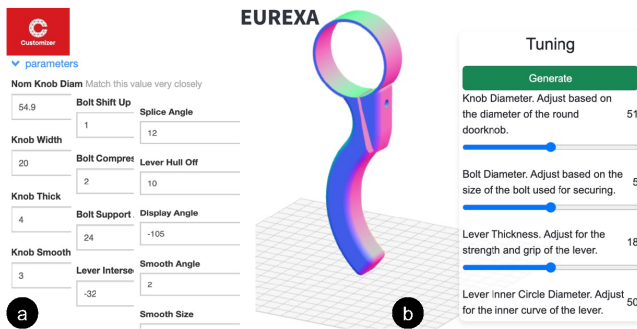 EUREXA
C
Customizer
parameters
Nom Knob Diam Match this value very closely
54.9
Knob Width
20
Knob Thick
4
Knob Smooth
3
Bolt Shift Up
1
Bolt Compres
2
Bolt Support
24
Lever Interse
-32
Splice Angle
12
Lever Hull Off
10
Display Angle
-105
Smooth Angle
2
Smooth Size
a
b
Tuning
Generate
Knob Diameter. Adjust based on
the diameter of the round 51
doorknob.
Bolt Diameter. Adjust based on the
size of the bolt used for securing. 5
Lever Thickness. Adjust for the
strength and grip of the lever. 18
Lever Inner Circle Diameter. Adjust
for the inner curve of the lever. 50